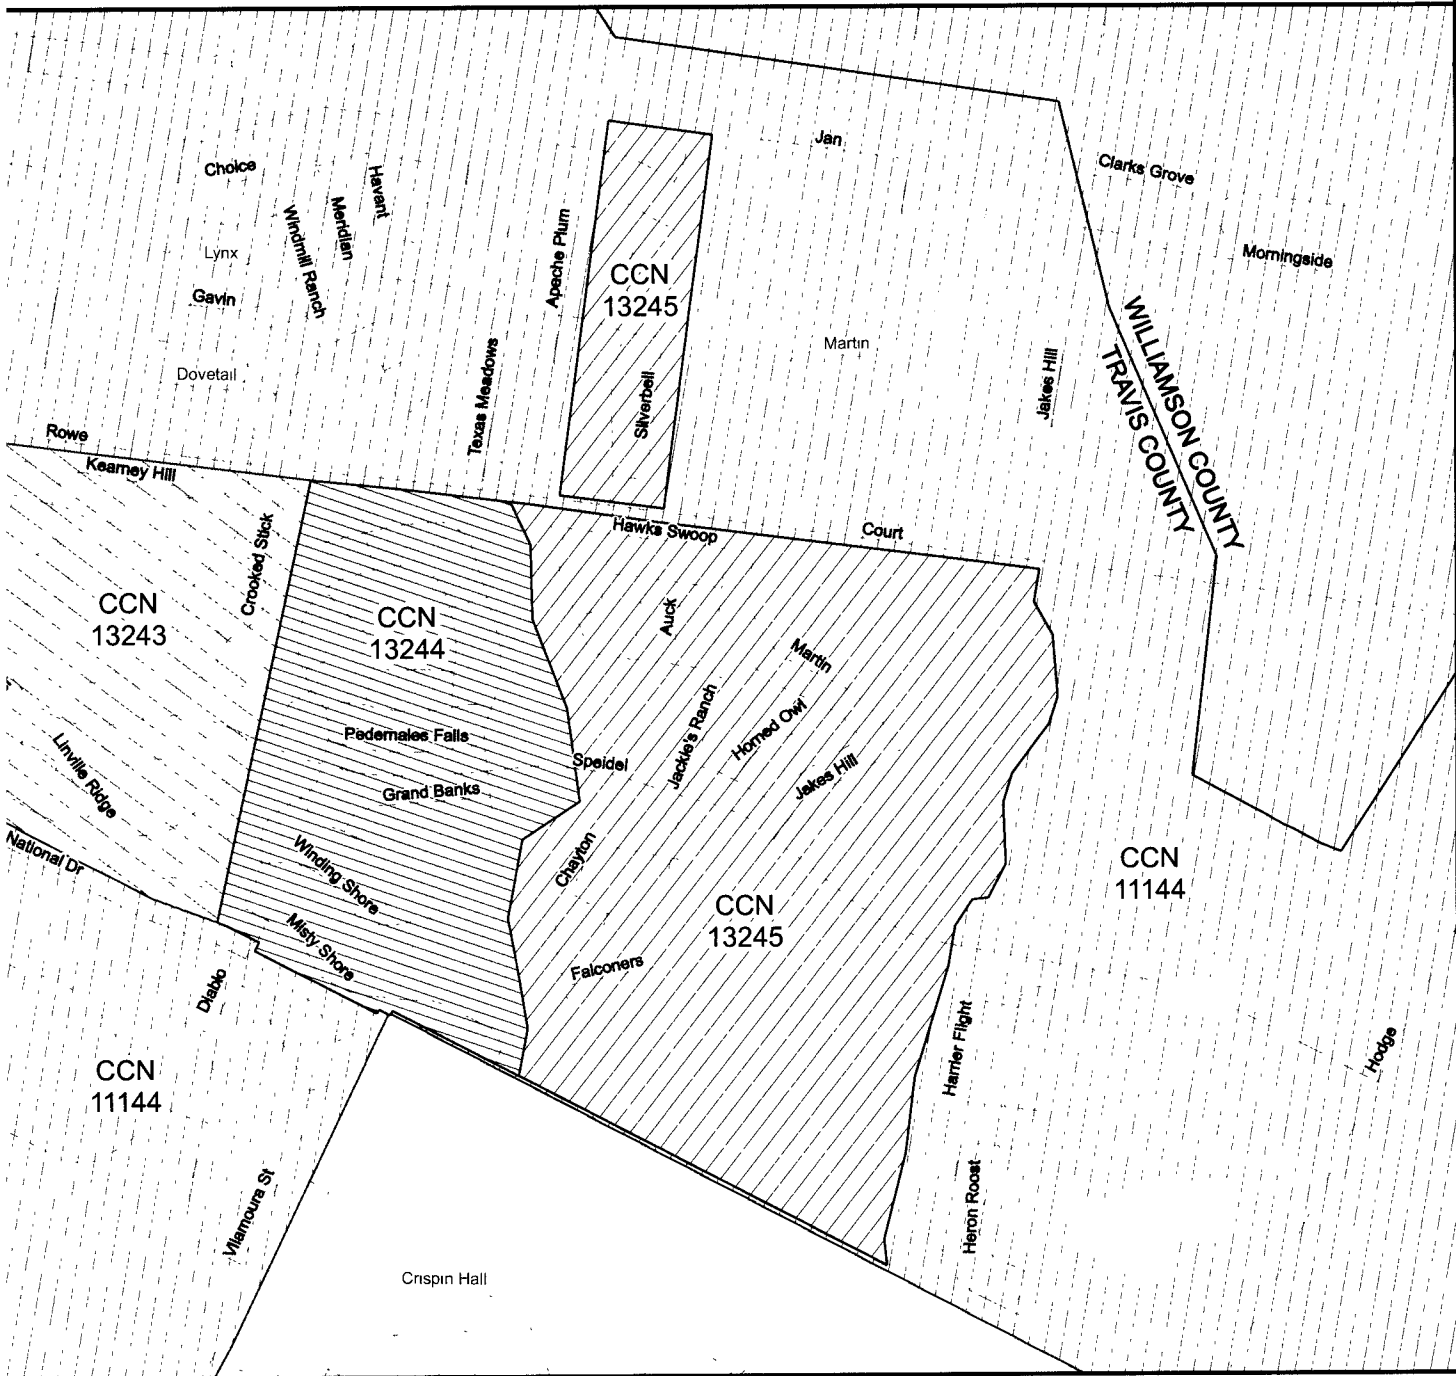 Jan
Clarks Grove
Choice
Havant
Meridian
Windmill Ranch
Lynx
Gavin
Dovetail
Apache Plum
CCN
13245
Silverbell
Texas Meadows
Martin
Jakes Hill
Morningside
WILLIAMSON COUNTY
TRAVIS COUNTY
Rowe
Kearney Hill
Hawks Swoop
Court
Crooked Stick
CCN
13243
CCN
13244
Auck
Martin
Jackie's Ranch
Horned Owl
Jakes Hill
Linville Ridge
Pedernales Falls
Speidel
Grand Banks
National Dr
Winding Shore
Chayton
CCN
11144
Misty Shore
CCN
13245
Falconers
Diablo
Harrier Flight
Hodge
CCN
11144
Vilamoura St
Heron Roost
Crispin Hall